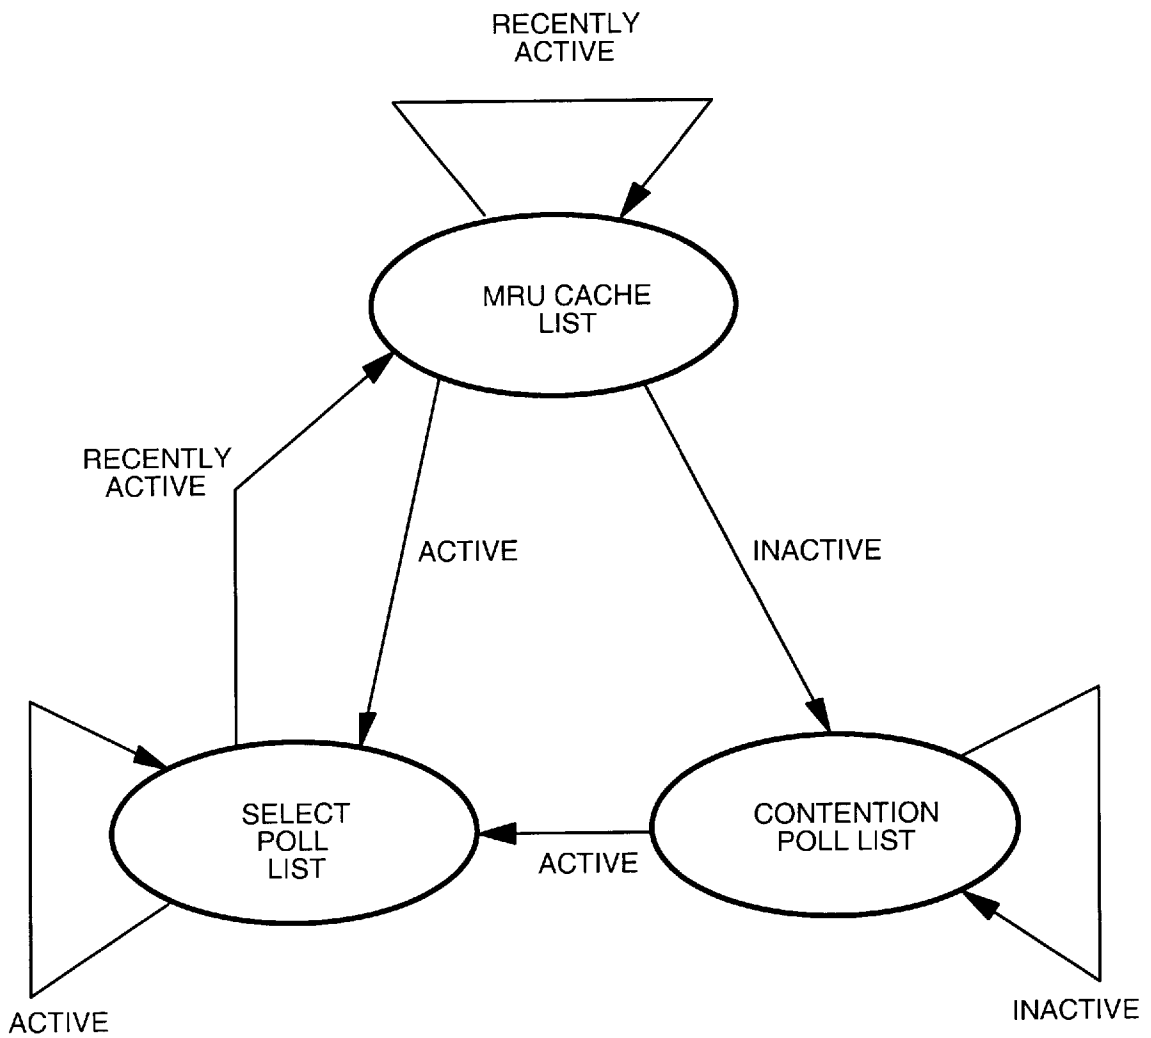 RECENTLY
ACTIVE
MRU CACHE
LIST
RECENTLY
ACTIVE
ACTIVE
INACTIVE
SELECT
POLL
LIST
CONTENTION
POLL LIST
ACTIVE
ACTIVE
INACTIVE